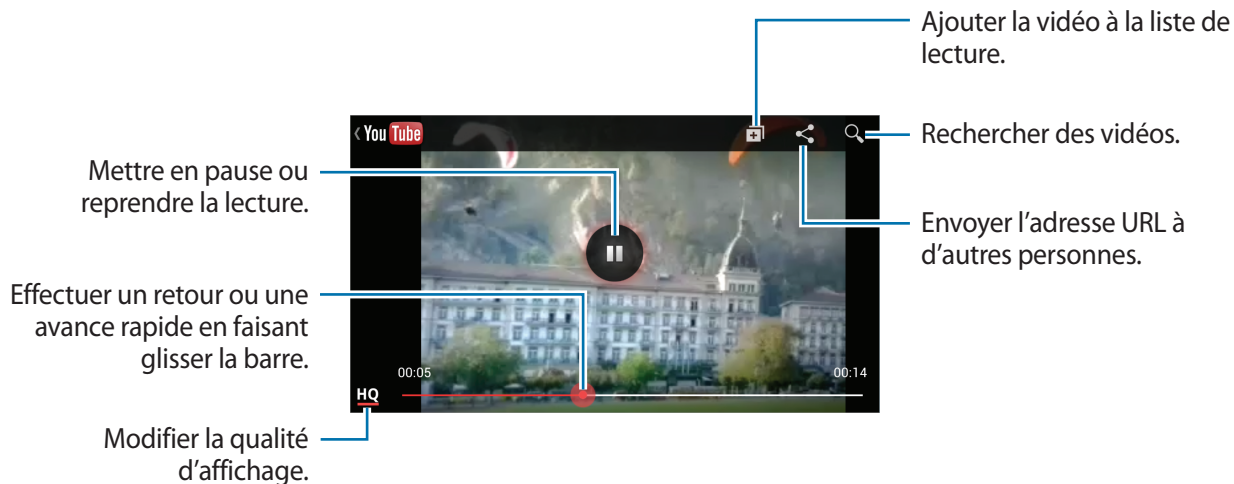 Ajouter la vidéo à la liste de
lecture.
You Tube
Rechercher des vidéos.
Mettre en pause ou
reprendre la lecture.
Envoyer l’adresse URL à
d’autres personnes.
Effectuer un retour ou une
avance rapide en faisant
glisser la barre.
00:05
00:14
HQ
Modifier la qualité
d’affichage.